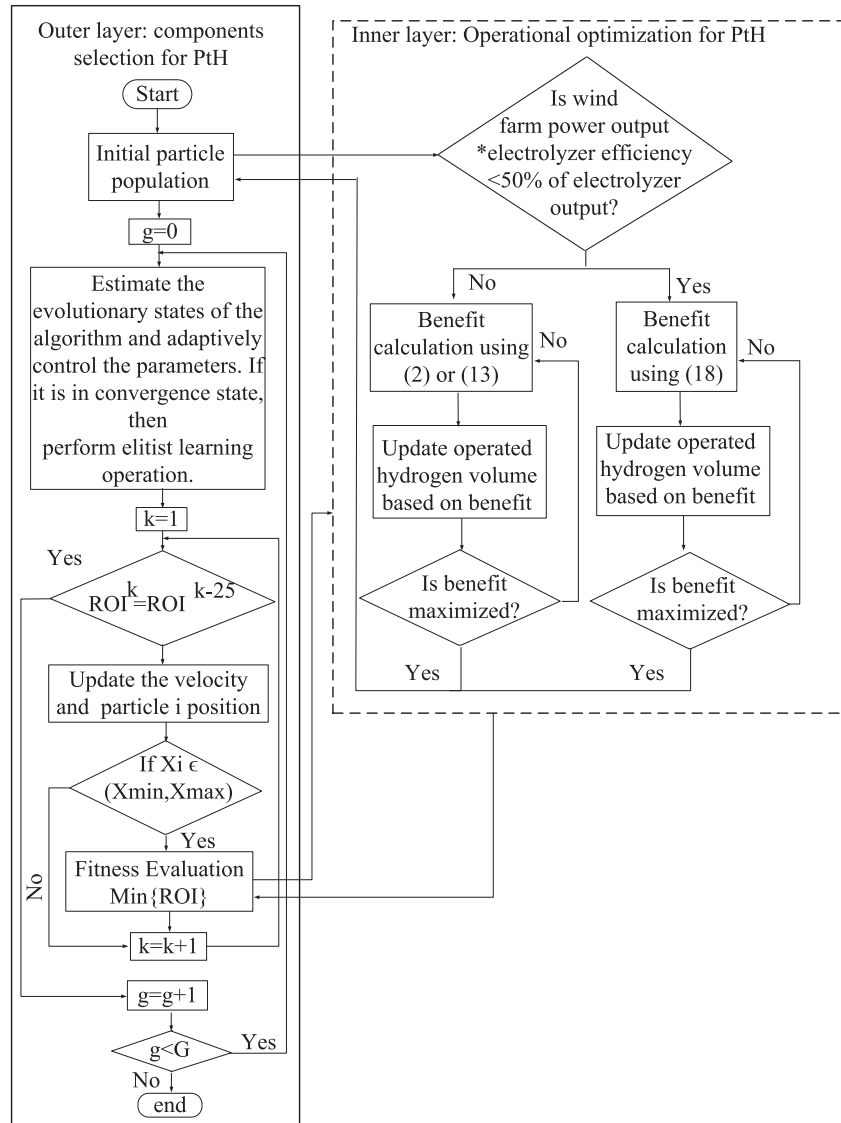 Outer layer: components
selection for PtH
Start
Initial particle
population
g=0
Estimate the
evolutionary states of the
algorithm and adaptively
control the parameters. If
it is in convergence state,
then
perform elitist learning
operation.
k=1
Yes
ROI^k=ROI^k-25
Update the velocity
and particle i position
If Xi ϵ
(Xmin,Xmax)
Yes
No
Fitness Evaluation
Min{ROI}
k=k+1
g=g+1
g<G
Yes
No
end
Inner layer: Operational optimization for PtH
Is wind
farm power output
*electrolyzer efficiency
<50% of electrolyzer
output?
No
Benefit
calculation using
(2) or (13)
No
Update operated
hydrogen volume
based on benefit
Is benefit
maximized?
Yes
Yes
Benefit
calculation
using (18)
No
Update operated
hydrogen volume
based on benefit
Is benefit
maximized?
Yes